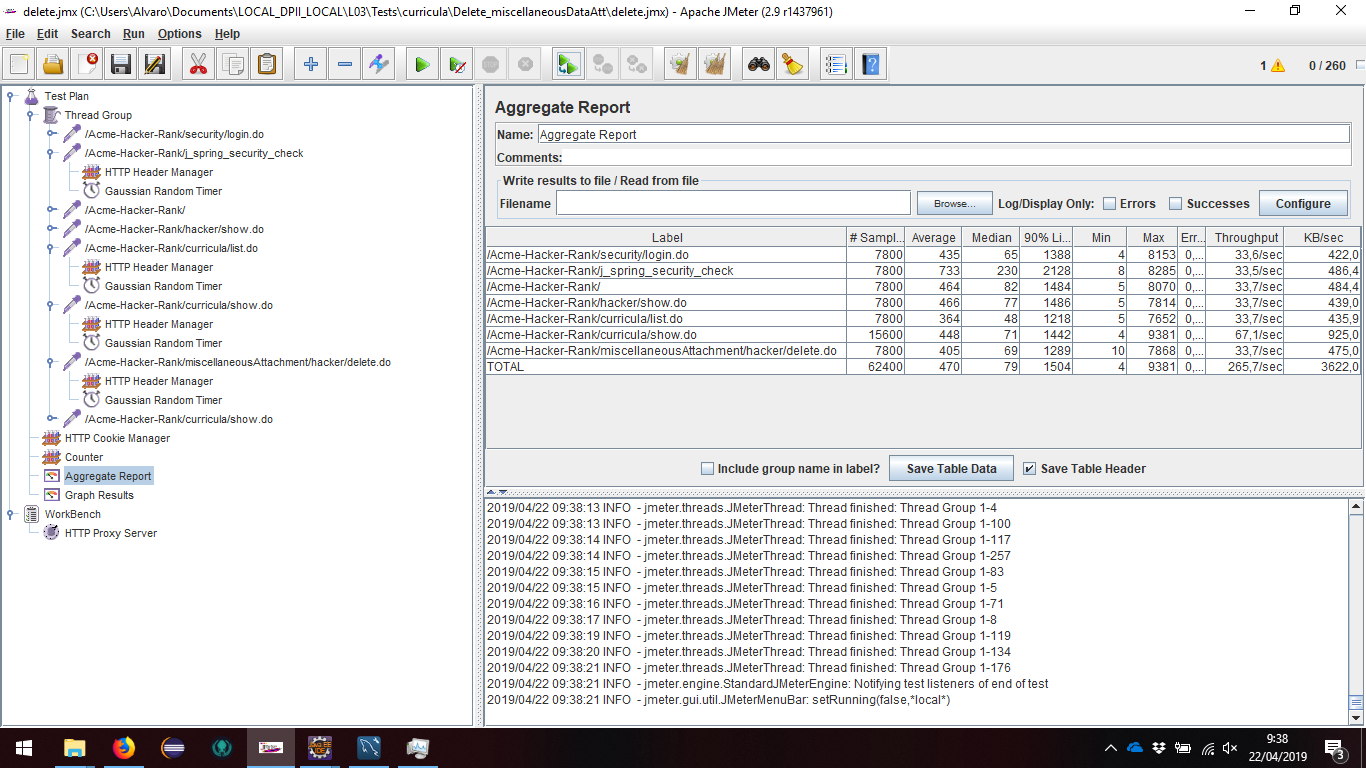 delete.jmx (C:\Users\Alvaro\Documents\LOCAL_DPII_LOCAL\L03\Tests\curricula\Delete_miscellaneousDataAtt\delete.jmx) - Apache JMeter (2.9 r1437961)
File Edit Search Run Options Help
1 0 / 260
Test Plan
Thread Group
/Acme-Hacker-Rank/security/login.do
/Acme-Hacker-Rank/j_spring_security_check
HTTP Header Manager
Gaussian Random Timer
/Acme-Hacker-Rank/
/Acme-Hacker-Rank/hacker/show.do
/Acme-Hacker-Rank/curricula/list.do
HTTP Header Manager
Gaussian Random Timer
/Acme-Hacker-Rank/curricula/show.do
HTTP Header Manager
Gaussian Random Timer
/Acme-Hacker-Rank/miscellaneousAttachment/hacker/delete.do
HTTP Header Manager
Gaussian Random Timer
/Acme-Hacker-Rank/curricula/show.do
HTTP Cookie Manager
Counter
Aggregate Report
Graph Results
WorkBench
HTTP Proxy Server
Aggregate Report
Name: Aggregate Report
Comments:
Write results to file / Read from file
Filename Browse... Log/Display Only: Errors Successes Configure
Label # Sampl... Average Median 90% Li... Min Max Err... Throughput KB/sec
/Acme-Hacker-Rank/security/login.do 7800 435 65 1388 4 8153 0,... 33,6/sec 422,0
/Acme-Hacker-Rank/j_spring_security_check 7800 733 230 2128 8 8285 0,... 33,5/sec 486,4
/Acme-Hacker-Rank/ 7800 464 82 1484 5 8070 0,... 33,7/sec 484,4
/Acme-Hacker-Rank/hacker/show.do 7800 466 77 1486 5 7814 0,... 33,7/sec 439,0
/Acme-Hacker-Rank/curricula/list.do 7800 364 48 1218 5 7652 0,... 33,7/sec 435,9
/Acme-Hacker-Rank/curricula/show.do 15600 448 71 1442 4 9381 0,... 67,1/sec 925,0
/Acme-Hacker-Rank/miscellaneousAttachment/hacker/delete.do 7800 405 69 1289 10 7868 0,... 33,7/sec 475,0
TOTAL 62400 470 79 1504 4 9381 0,... 265,7/sec 3622,0
Include group name in label? Save Table Data Save Table Header
2019/04/22 09:38:13 INFO - jmeter.threads.JMeterThread: Thread finished: Thread Group 1-4
2019/04/22 09:38:13 INFO - jmeter.threads.JMeterThread: Thread finished: Thread Group 1-100
2019/04/22 09:38:14 INFO - jmeter.threads.JMeterThread: Thread finished: Thread Group 1-117
2019/04/22 09:38:14 INFO - jmeter.threads.JMeterThread: Thread finished: Thread Group 1-257
2019/04/22 09:38:15 INFO - jmeter.threads.JMeterThread: Thread finished: Thread Group 1-83
2019/04/22 09:38:15 INFO - jmeter.threads.JMeterThread: Thread finished: Thread Group 1-5
2019/04/22 09:38:16 INFO - jmeter.threads.JMeterThread: Thread finished: Thread Group 1-71
2019/04/22 09:38:17 INFO - jmeter.threads.JMeterThread: Thread finished: Thread Group 1-8
2019/04/22 09:38:19 INFO - jmeter.threads.JMeterThread: Thread finished: Thread Group 1-119
2019/04/22 09:38:20 INFO - jmeter.threads.JMeterThread: Thread finished: Thread Group 1-134
2019/04/22 09:38:21 INFO - jmeter.threads.JMeterThread: Thread finished: Thread Group 1-176
2019/04/22 09:38:21 INFO - jmeter.engine.StandardJMeterEngine: Notifying test listeners of end of test
2019/04/22 09:38:21 INFO - jmeter.gui.util.JMeterMenuBar: setRunning(false,*local*)
9:38
22/04/2019
3